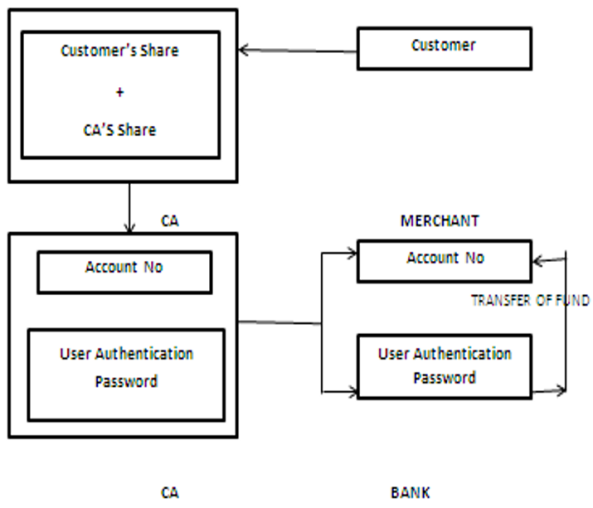 Customer's Share
+
CA'S Share
Customer
CA
MERCHANT
Account No
User Authentication
Password
Account No
TRANSFER OF FUND
User Authentication
Password
CA
BANK